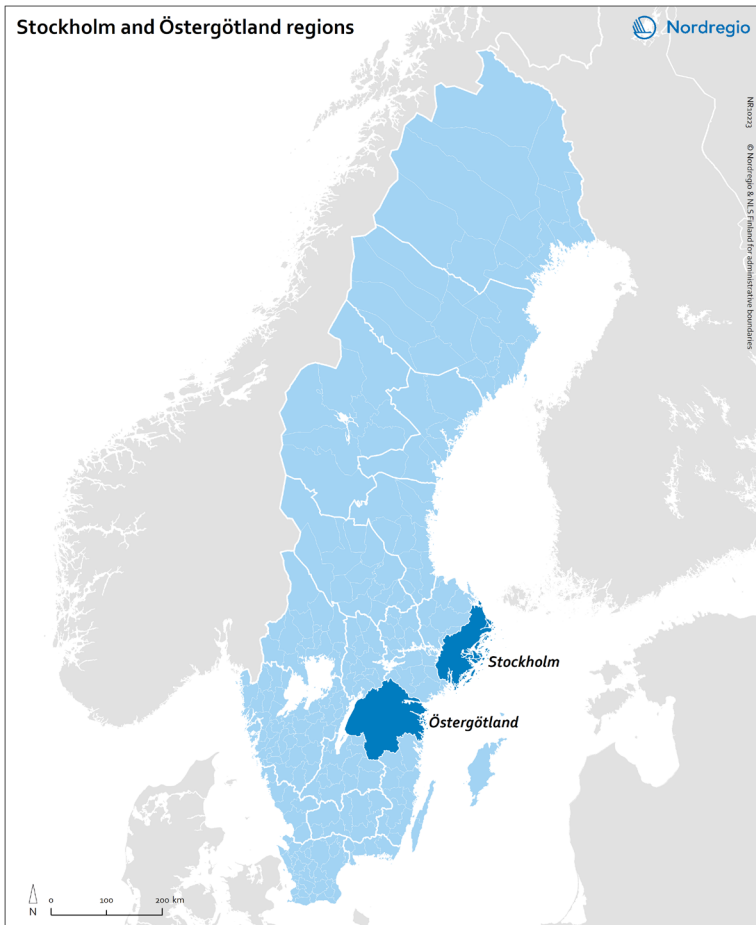 Stockholm and Östergötland regions
Nordregio
NR10223 © Nordregio & NLS Finland for administrative boundaries
Stockholm
Östergötland
0 100 200 km
N